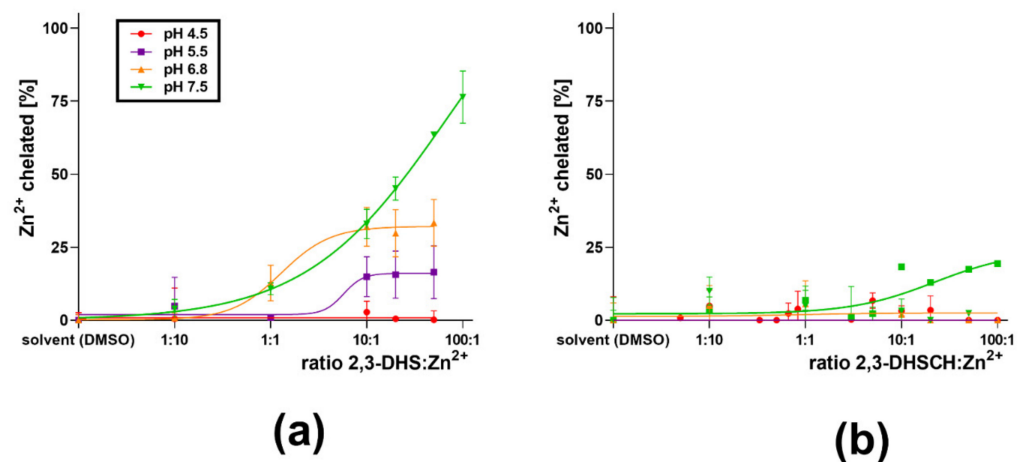 100
75
50
25
0
Zn²⁺ chelated [%]
pH 4.5
pH 5.5
pH 6.8
pH 7.5
solvent (DMSO) 1:10 1:1 10:1 100:1
ratio 2,3-DHS:Zn²⁺
(a)
100
75
50
25
0
Zn²⁺ chelated [%]
solvent (DMSO) 1:10 1:1 10:1 100:1
ratio 2,3-DHSCH:Zn²⁺
(b)